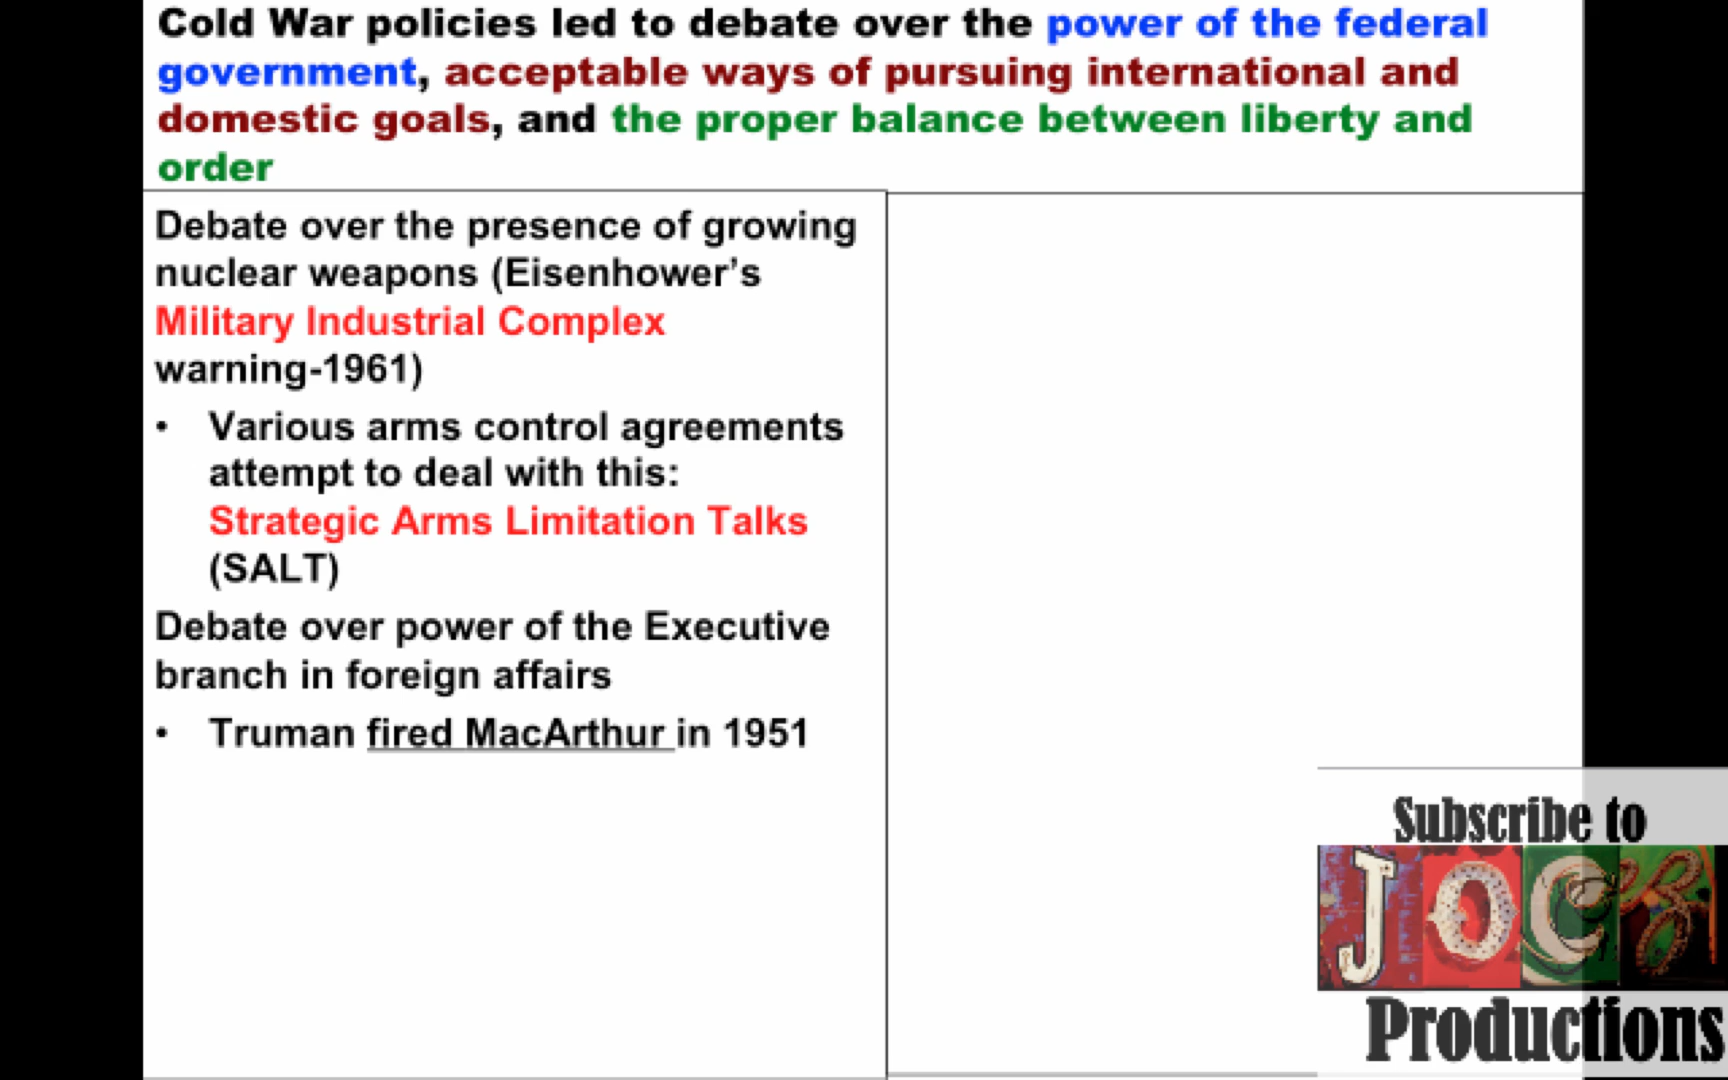 Cold War policies led to debate over the power of the federal
government, acceptable ways of pursuing international and
domestic goals, and the proper balance between liberty and
order
Debate over the presence of growing
nuclear weapons (Eisenhower’s
Military Industrial Complex
warning-1961)
• Various arms control agreements
attempt to deal with this:
Strategic Arms Limitation Talks
(SALT)
Debate over power of the Executive
branch in foreign affairs
• Truman fired MacArthur in 1951
Subscribe to
JOCZ
Productions